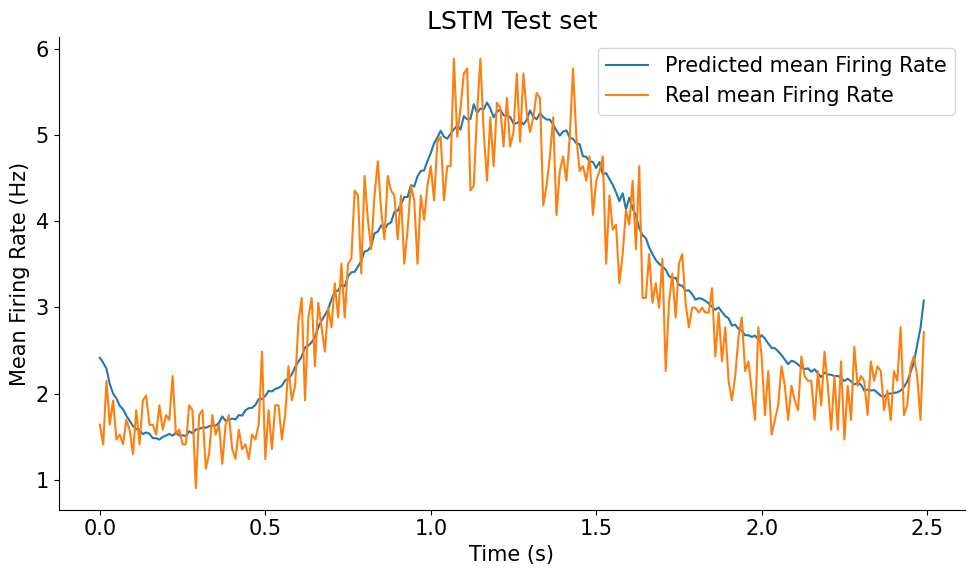 LSTM Test set
Predicted mean Firing Rate
Real mean Firing Rate
Mean Firing Rate (Hz)
6
5
4
3
2
1
0.0 0.5 1.0 1.5 2.0 2.5
Time (s)